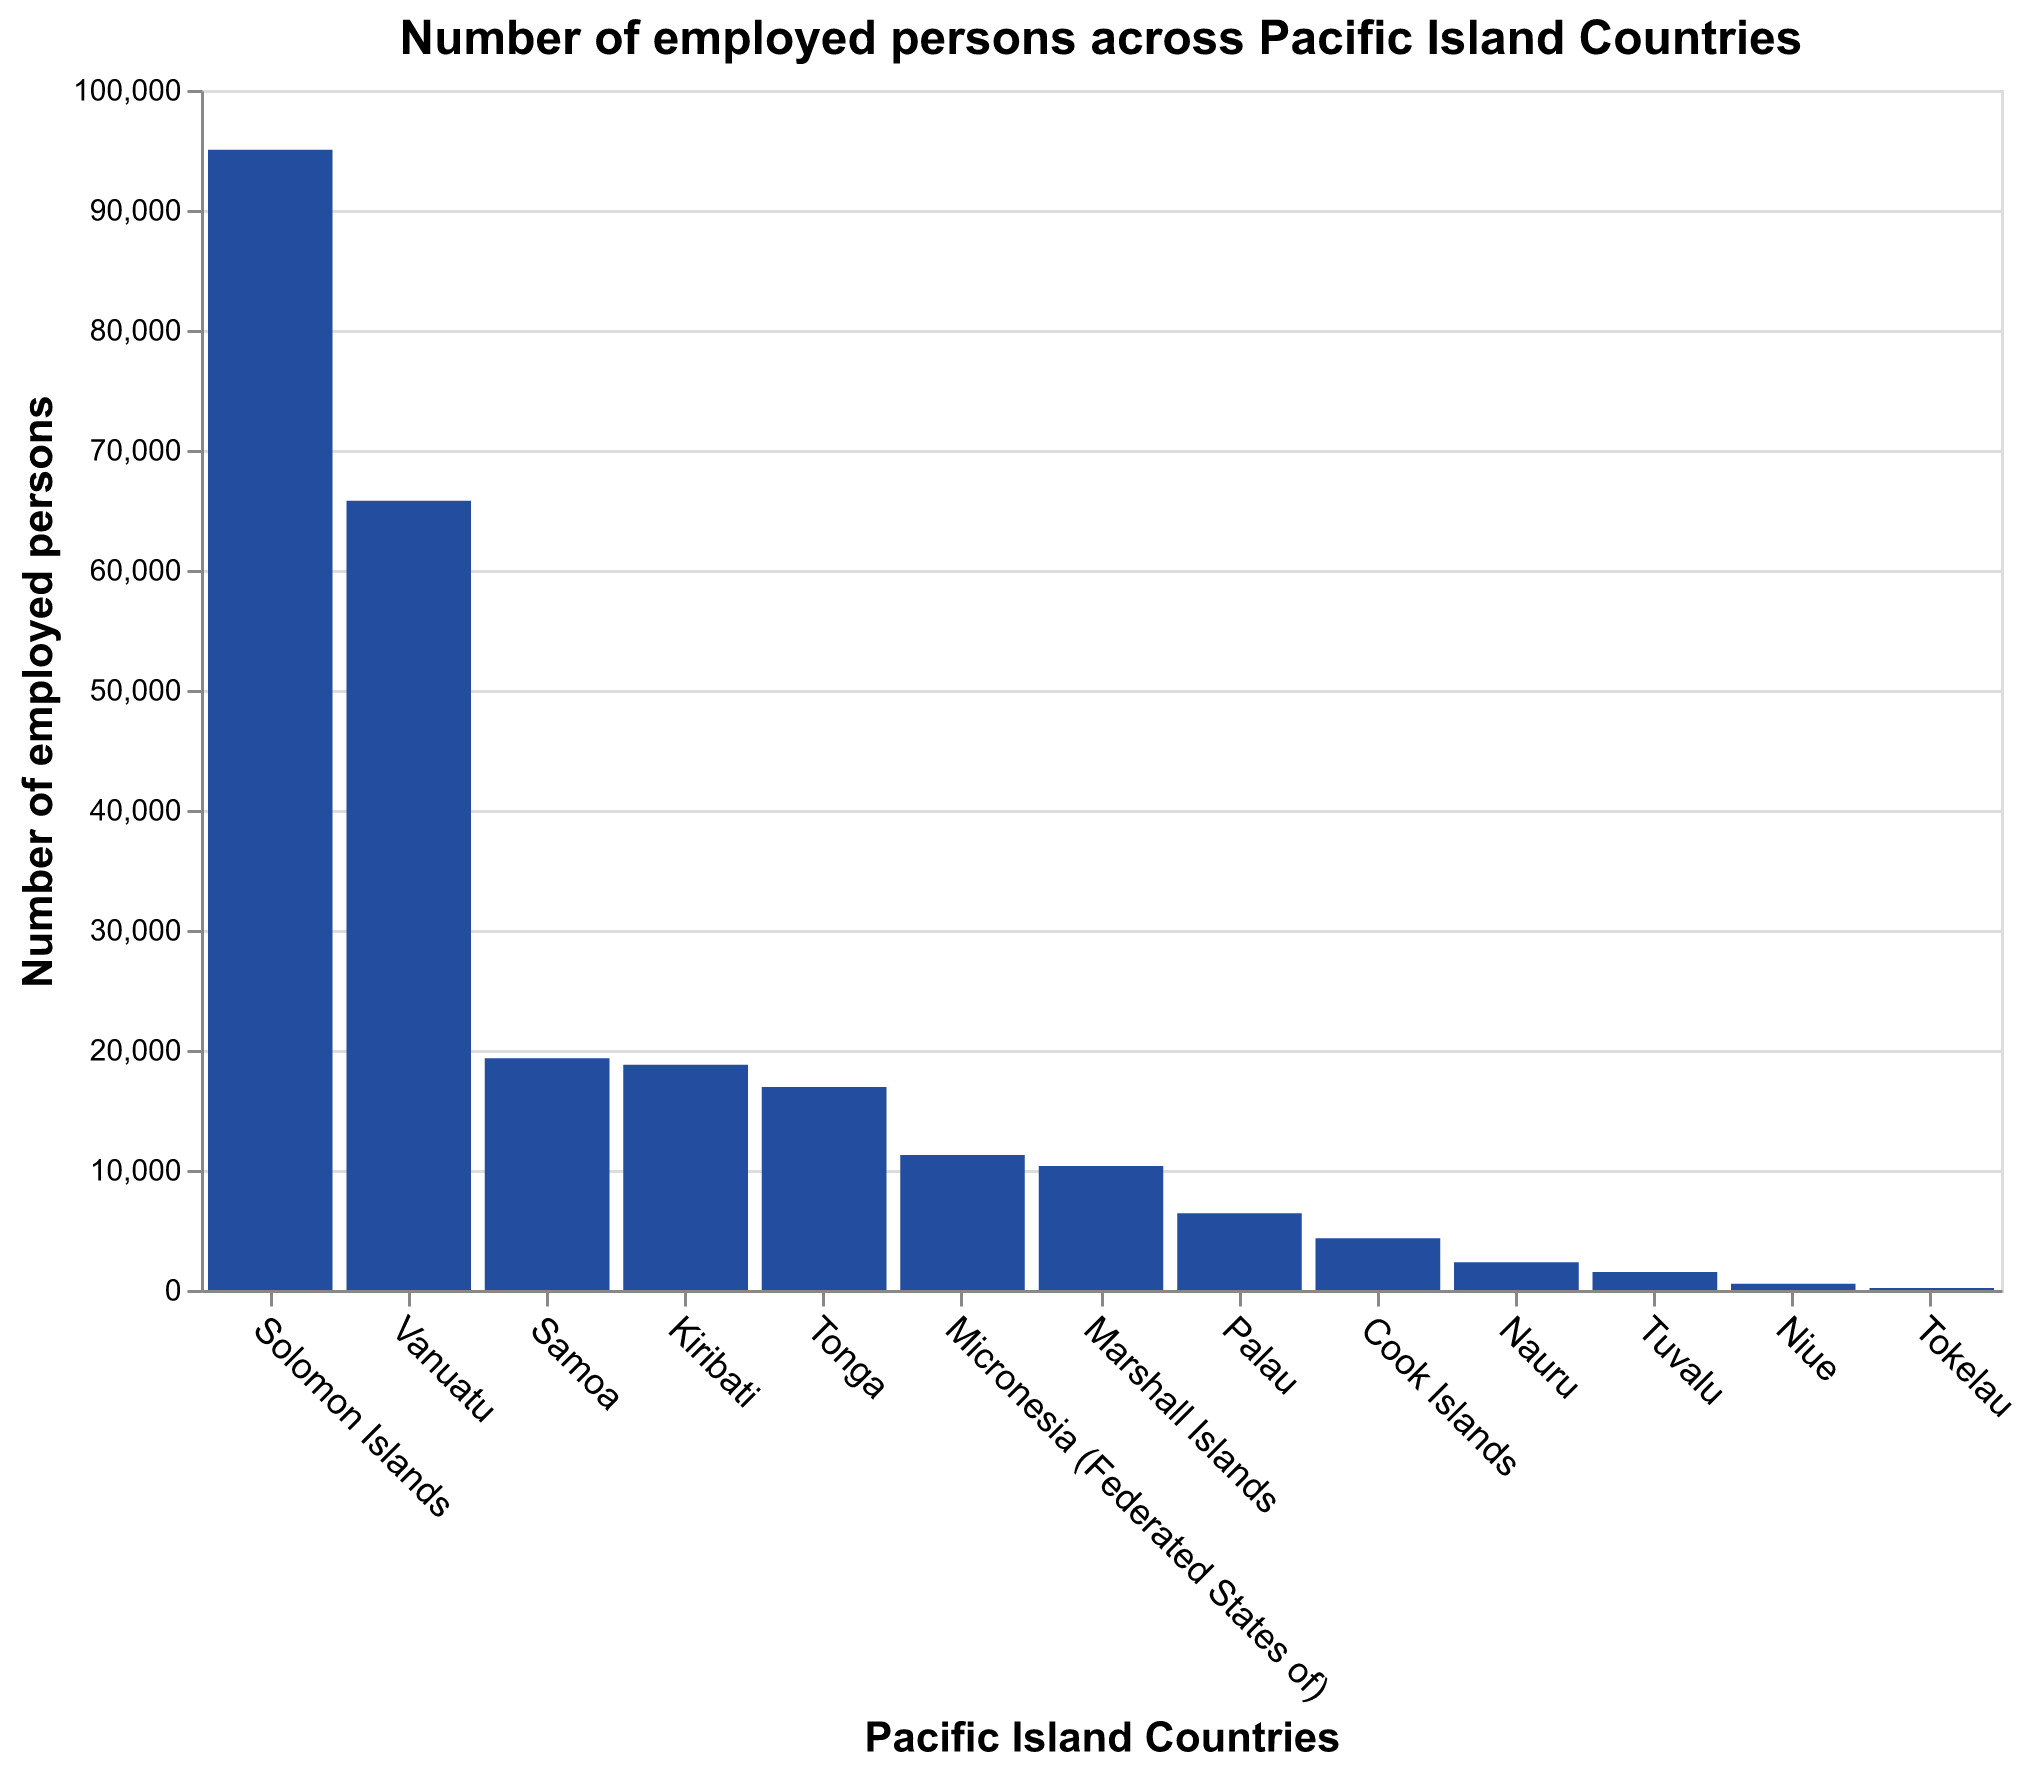 Number of employed persons across Pacific Island Countries
Number of employed persons
100,000
90,000
80,000
70,000
60,000
50,000
40,000
30,000
20,000
10,000
0
Solomon Islands
Vanuatu
Samoa
Kiribati
Tonga
Micronesia (Federated States of)
Marshall Islands
Palau
Cook Islands
Nauru
Tuvalu
Niue
Tokelau
Pacific Island Countries